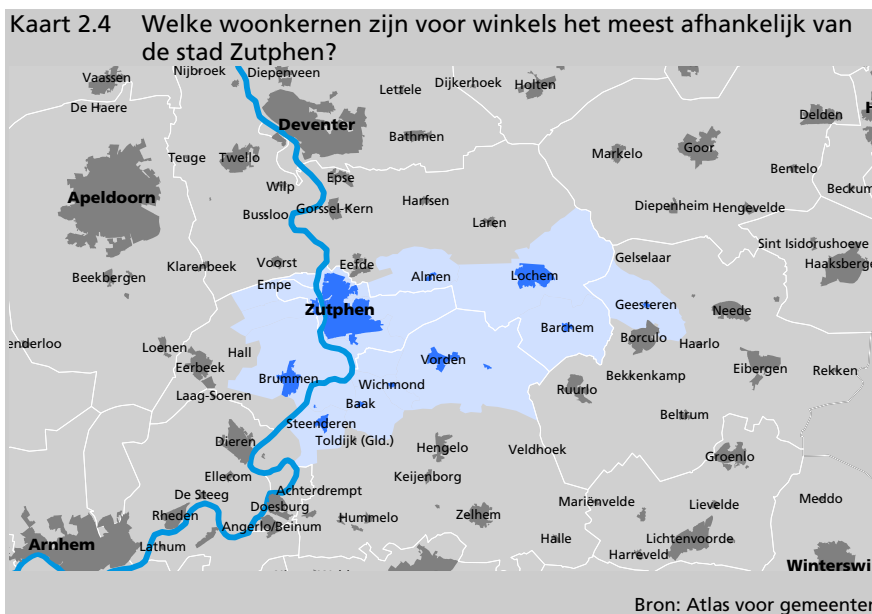 Kaart 2.4 Welke woonkernen zijn voor winkels het meest afhankelijk van
de stad Zutphen?
Nijbroek Diepenveen
Vaassen Lettele Dijkerhoek Holten
De Haere
Delden
Deventer
Bathmen
Teuge Twello Markelo Goor
Bentelo
Wilp Epse Beckum
Apeldoorn Harfsen
Bussloo Gorssel-Kern Diepenheim Hengevelde
Laren
Sint Isidorushoeve
Voorst Eefde Gelselaar
Klarenbeek Haaksberge
Beekbergen Empe Almen Lochem
Zutphen Geesteren Neede
Barchem
enderloo Loenen Hall Borculo Haarlo
Eerbeek Vorden Eibergen Rekken
Brummen Wichmond Bekkenkamp
Laag-Soeren Baak Ruurlo
Steenderen Beltrum
Dieren Toldijk (Gld.) Hengelo Veldhoek
Groenlo
Ellecom Keijenborg
De Steeg Achterdrempt Mariënvelde Lievelde Meddo
Rheden Doesburg
Angerlo/Beinum Hummelo Zelhem
Arnhem Lathum Halle Lichtenvoorde
Harreveld
Winterswi
Bron: Atlas voor gemeenten